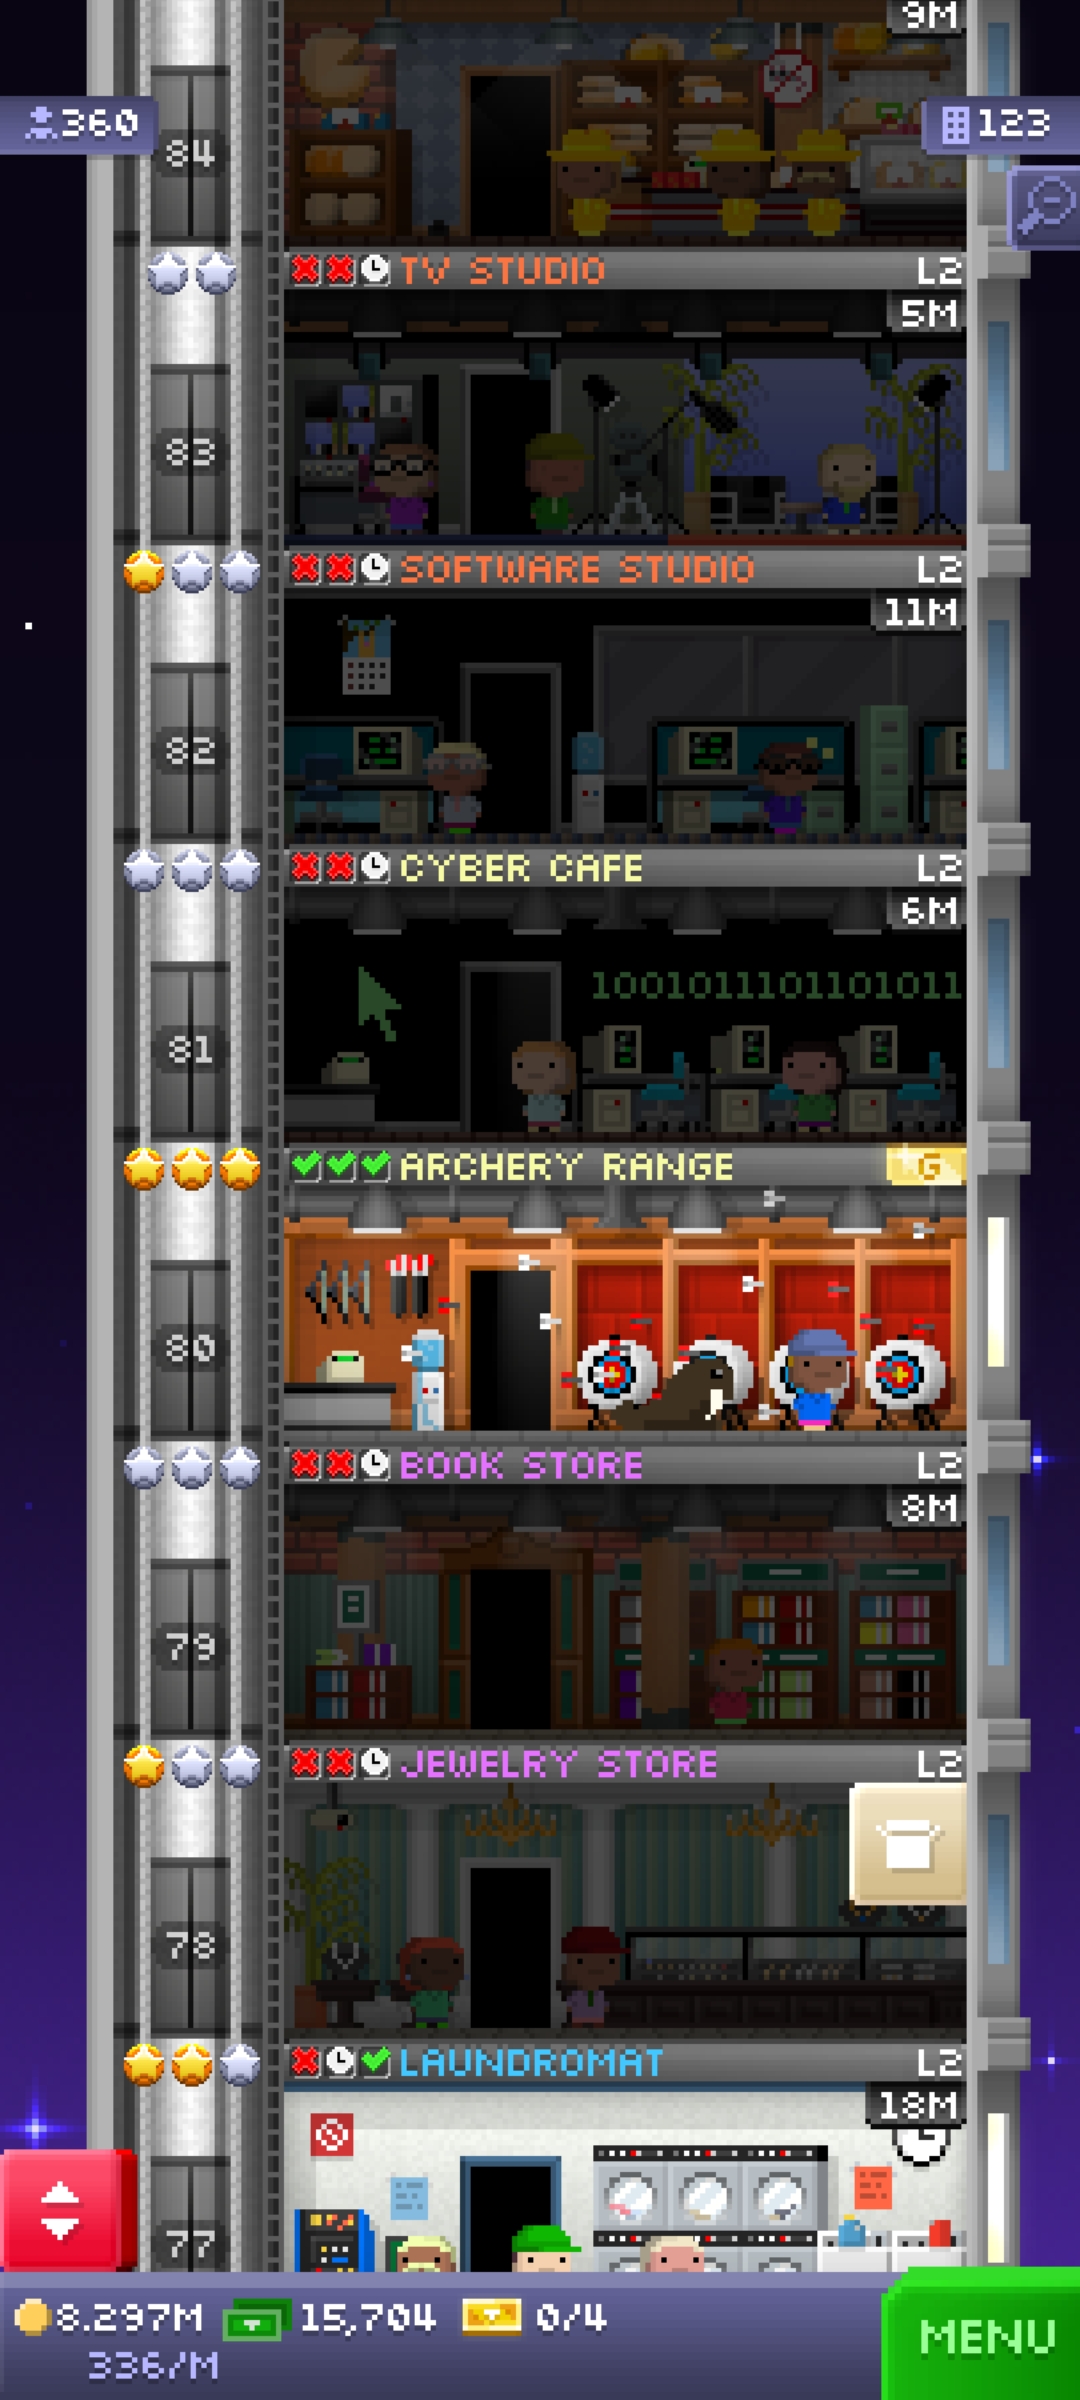 9M
360
123
84
TV STUDIO
L2
5M
83
SOFTWARE STUDIO
L2
11M
82
CYBER CAFE
L2
6M
1001011101101011
81
ARCHERY RANGE
G
80
BOOK STORE
L2
8M
79
JEWELRY STORE
L2
78
LAUNDROMAT
L2
18M
77
8.297M
15,704
0/4
336/M
MENU